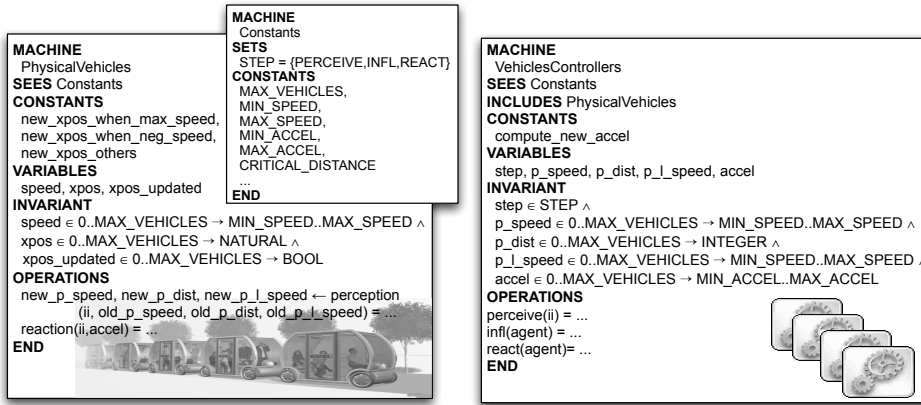 MACHINE
PhysicalVehicles
SEES Constants
CONSTANTS
new_xpos_when_max_speed,
new_xpos_when_neg_speed,
new_xpos_others
VARIABLES
speed, xpos, xpos_updated
INVARIANT
speed ∈ 0..MAX_VEHICLES → MIN_SPEED..MAX_SPEED ∧
xpos ∈ 0..MAX_VEHICLES → NATURAL ∧
xpos_updated ∈ 0..MAX_VEHICLES → BOOL
OPERATIONS
new_p_speed, new_p_dist, new_p_l_speed ← perception
(ii, old_p_speed, old_p_dist, old_p_l_speed) = ...
reaction(ii,accel) = ...
END
MACHINE
Constants
SETS
STEP = {PERCEIVE,INFL,REACT}
CONSTANTS
MAX_VEHICLES,
MIN_SPEED,
MAX_SPEED,
MIN_ACCEL,
MAX_ACCEL,
CRITICAL_DISTANCE
...
END
MACHINE
VehiclesControllers
SEES Constants
INCLUDES PhysicalVehicles
CONSTANTS
compute_new_accel
VARIABLES
step, p_speed, p_dist, p_l_speed, accel
INVARIANT
step ∈ STEP ∧
p_speed ∈ 0..MAX_VEHICLES → MIN_SPEED..MAX_SPEED ∧
p_dist ∈ 0..MAX_VEHICLES → INTEGER ∧
p_l_speed ∈ 0..MAX_VEHICLES → MIN_SPEED..MAX_SPEED ∧
accel ∈ 0..MAX_VEHICLES → MIN_ACCEL..MAX_ACCEL
OPERATIONS
perceive(ii) = ...
infl(agent) = ...
react(agent)= ...
END